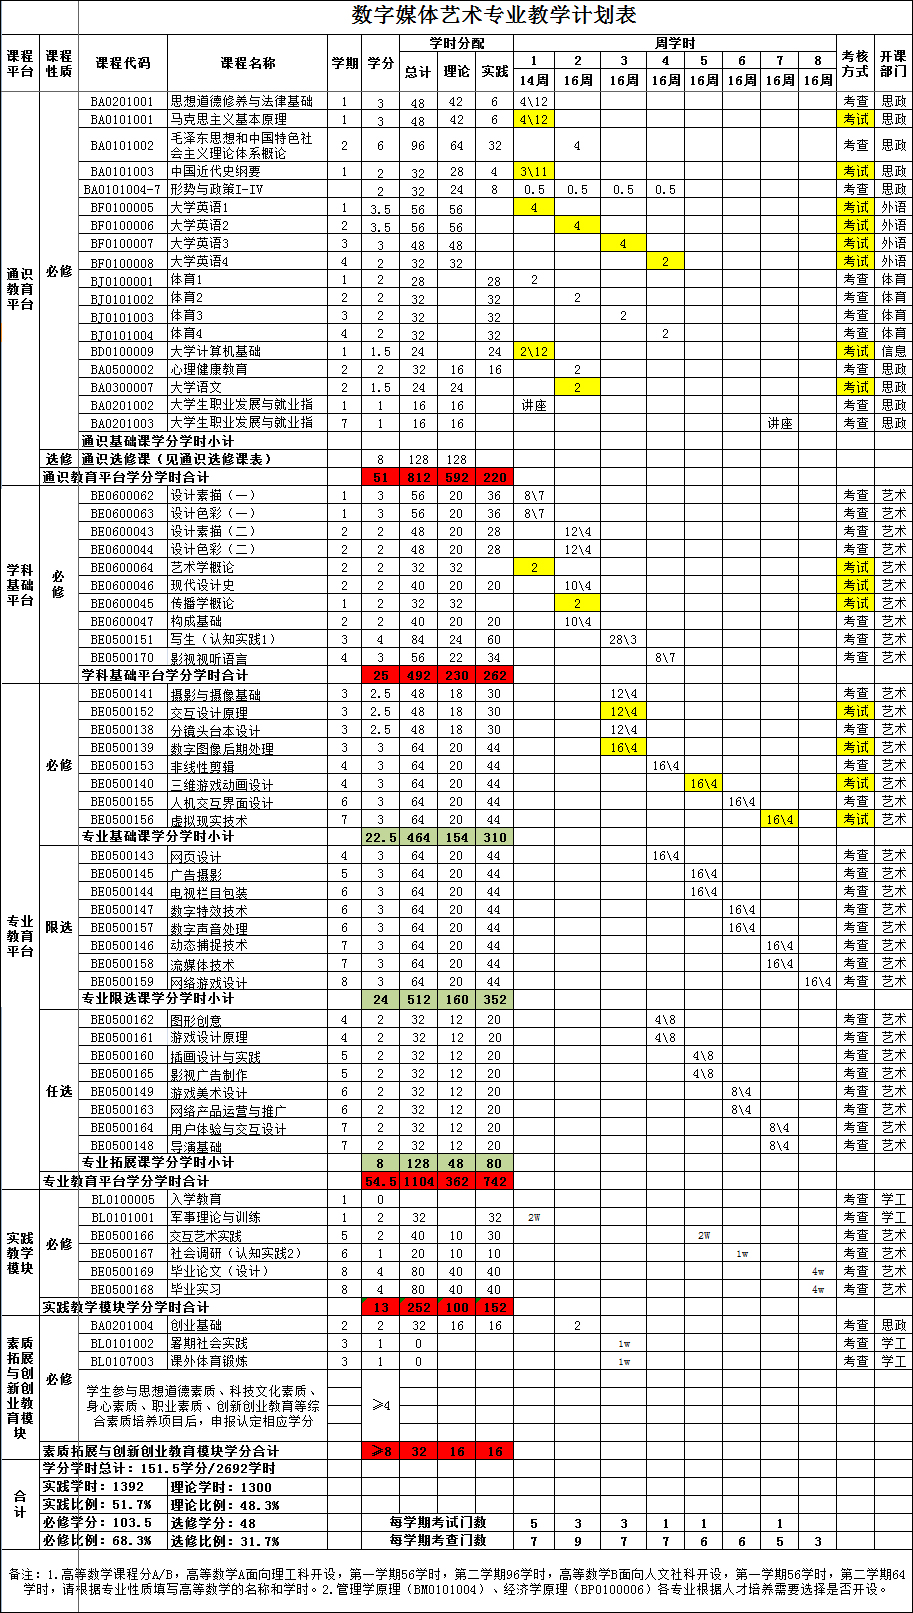 数字媒体艺术专业教学计划表
课程平台 课程性质 课程代码 课程名称 学期 学分 学时分配 周学时 考核方式 开课部门
总计 理论 实践 1 2 3 4 5 6 7 8
14周 16周 16周 16周 16周 16周 16周 16周
通识教育平台 必修
BA0201001 思想道德修养与法律基础 1 3 48 42 6 4\12 考查 思政
BA0101001 马克思主义基本原理 1 3 48 42 6 4\12 考试 思政
BA0101002 毛泽东思想和中国特色社会主义理论体系概论 2 6 96 64 32 4 考查 思政
BA0101003 中国近代史纲要 1 2 32 28 4 3\11 考试 思政
BA0101004-7 形势与政策I-IV 2 32 24 8 0.5 0.5 0.5 0.5 考查 思政
BF0100005 大学英语1 1 3.5 56 56 4 考试 外语
BF0100006 大学英语2 2 3.5 56 56 4 考试 外语
BF0100007 大学英语3 3 3 48 48 4 考试 外语
BF0100008 大学英语4 4 2 32 32 2 考试 外语
BJ0100001 体育1 1 2 28 28 2 考查 体育
BJ0101002 体育2 2 2 32 32 2 考查 体育
BJ0101003 体育3 3 2 32 32 2 考查 体育
BJ0101004 体育4 4 2 32 32 2 考查 体育
BD0100009 大学计算机基础 1 1.5 24 24 2\12 考试 信息
BA0500002 心理健康教育 2 2 32 16 16 2 考查 思政
BA0300007 大学语文 2 1.5 24 24 2 考试 思政
BA0201002 大学生职业发展与就业指 1 1 16 16 讲座 考查 思政
BA0201003 大学生职业发展与就业指 7 1 16 16 讲座 考查 思政
通识基础课学分学时小计
选修 通识选修课（见通识选修课表） 8 128 128
通识教育平台学分学时合计 51 812 592 220
学科基础平台 必修
BE0600062 设计素描（一） 1 3 56 20 36 8\7 考查 艺术
BE0600063 设计色彩（一） 1 3 56 20 36 8\7 考查 艺术
BE0600043 设计素描（二） 2 2 48 20 28 12\4 考查 艺术
BE0600044 设计色彩（二） 2 2 48 20 28 12\4 考查 艺术
BE0600064 艺术学概论 2 2 32 32 2 考试 艺术
BE0600046 现代设计史 2 2 40 20 20 10\4 考试 艺术
BE0600045 传播学概论 1 2 32 32 2 考试 艺术
BE0600047 构成基础 2 2 40 20 20 10\4 考查 艺术
BE0500151 写生（认知实践1） 3 4 84 24 60 28\3 考查 艺术
BE0500170 影视视听语言 4 3 56 22 34 8\7 考查 艺术
学科基础平台学分学时合计 25 492 230 262
专业教育平台 必修
BE0500141 摄影与摄像基础 3 2.5 48 18 30 12\4 考查 艺术
BE0500152 交互设计原理 3 2.5 48 18 30 12\4 考试 艺术
BE0500138 分镜头台本设计 3 2.5 48 18 30 12\4 考查 艺术
BE0500139 数字图像后期处理 3 3 64 20 44 16\4 考试 艺术
BE0500153 非线性剪辑 4 3 64 20 44 16\4 考查 艺术
BE0500140 三维游戏动画设计 4 3 64 20 44 16\4 考试 艺术
BE0500155 人机交互界面设计 6 3 64 20 44 16\4 考查 艺术
BE0500156 虚拟现实技术 7 3 64 20 44 16\4 考试 艺术
专业基础课学分学时小计 22.5 464 154 310
限选
BE0500143 网页设计 4 3 64 20 44 16\4 考查 艺术
BE0500145 广告摄影 5 3 64 20 44 16\4 考查 艺术
BE0500144 电视栏目包装 6 3 64 20 44 16\4 考查 艺术
BE0500147 数字特效技术 6 3 64 20 44 16\4 考查 艺术
BE0500157 数字声音处理 6 3 64 20 44 16\4 考查 艺术
BE0500146 动态捕捉技术 7 3 64 20 44 16\4 考查 艺术
BE0500158 流媒体技术 7 3 64 20 44 16\4 考查 艺术
BE0500159 网络游戏设计 8 3 64 20 44 16\4 考查 艺术
专业限选课学分学时小计 24 512 160 352
任选
BE0500162 图形创意 4 2 32 12 20 4\8 考查 艺术
BE0500161 游戏设计原理 4 2 32 12 20 4\8 考查 艺术
BE0500160 插画设计与实践 5 2 32 12 20 4\8 考查 艺术
BE0500165 影视广告制作 5 2 32 12 20 4\8 考查 艺术
BE0500149 游戏美术设计 6 2 32 12 20 8\4 考查 艺术
BE0500163 网络产品运营与推广 6 2 32 12 20 8\4 考查 艺术
BE0500164 用户体验与交互设计 7 2 32 12 20 8\4 考查 艺术
BE0500148 导演基础 7 2 32 12 20 8\4 考查 艺术
专业拓展课学分学时小计 8 128 48 80
专业教育平台学分学时合计 54.5 1104 362 742
实践教学模块 必修
BL0100005 入学教育 1 0 考查 学工
BL0101001 军事理论与训练 1 2 32 32 2W 考查 学工
BE0500166 交互艺术实践 5 2 40 10 30 2W 考查 艺术
BE0500167 社会调研（认知实践2） 6 1 20 10 10 1w 考查 艺术
BE0500169 毕业论文（设计） 8 4 80 40 40 4w 考查 艺术
BE0500168 毕业实习 8 4 80 40 40 4w 考查 艺术
实践教学模块学分学时合计 13 252 100 152
素质拓展与创新创业教育模块 必修
BA0201004 创业基础 2 2 32 16 16 2 考查 思政
BL0101002 署期社会实践 3 1 0 1w 考查 学工
BL0107003 课外体育锻炼 3 1 0 1w 考查 学工
学生参与思想道德素质、科技文化素质、
身心素质、职业素质、创新创业教育等综 ≥4
合素质培养项目后，申报认定相应学分
素质拓展与创新创业教育模块学分合计 ≥8 32 16 16
合计
学分学时总计：151.5学分/2692学时
实践学时：1392 理论学时：1300
实践比例：51.7% 理论比例：48.3%
必修学分：103.5 选修学分：48 每学期考试门数 5 3 3 1 1 1
必修比例：68.3% 选修比例：31.7% 每学期考查门数 7 9 7 7 6 6 5 3
备注：1.高等数学课程分A/B，高等数学A面向理工科开设，第一学期56学时，第二学期96学时，高等数学B面向人文社科开设，第一学期56学时，第二学期64
学时，请根据专业性质填写高等数学的名称和学时。2.管理学原理（BM0101004）、经济学原理（BP0100006）各专业根据人才培养需要选择是否开设。